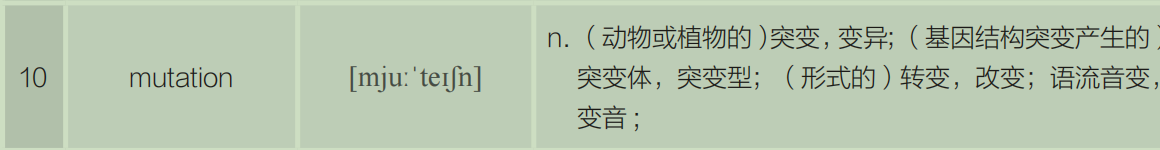 10 mutation [mjuːˈteɪʃn] n.（动物或植物的）突变，变异;（基因结构突变产生的）
突变体，突变型；（形式的）转变，改变；语流音变，
变音；